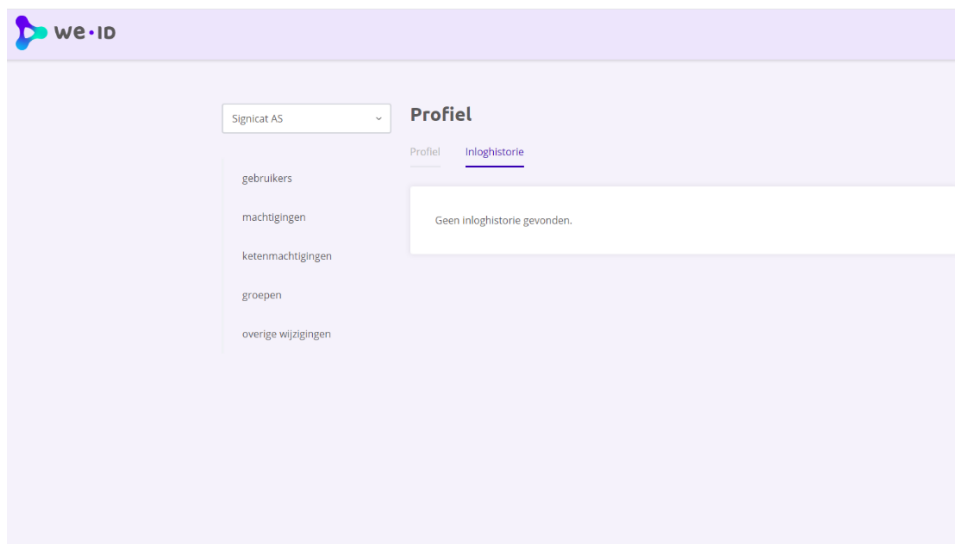 we•ID
Signicat AS
Profiel
Profiel Inloghistorie
gebruikers
machtigingen
ketenmachtigingen
groepen
overige wijzigingen
Geen inloghistorie gevonden.